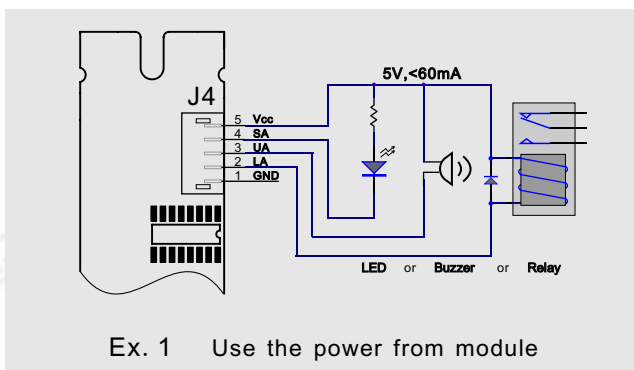 J4
5V,<60mA
5 Vcc
4 SA
3 UA
2 LA
1 GND
LED or Buzzer or Relay
Ex. 1 Use the power from module